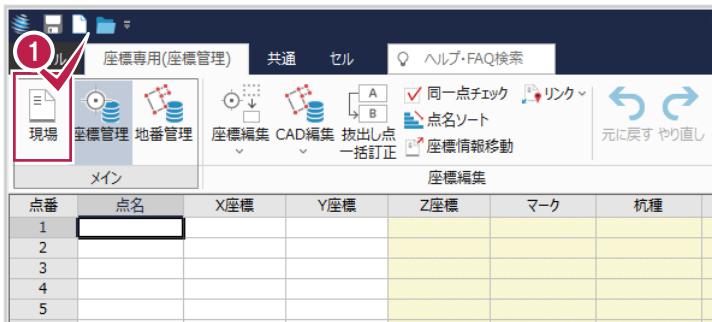 1
ル 座標専用(座標管理) 共通 セル ヘルプ・FAQ検索
現場 座標管理 地番管理 座標編集 CAD編集 抜出し点一括訂正 同一点チェック リンク 元に戻す やり直し
A
B
点名ソート
座標情報移動
メイン 座標編集
点番 点名 X座標 Y座標 Z座標 マーク 杭種
1
2
3
4
5